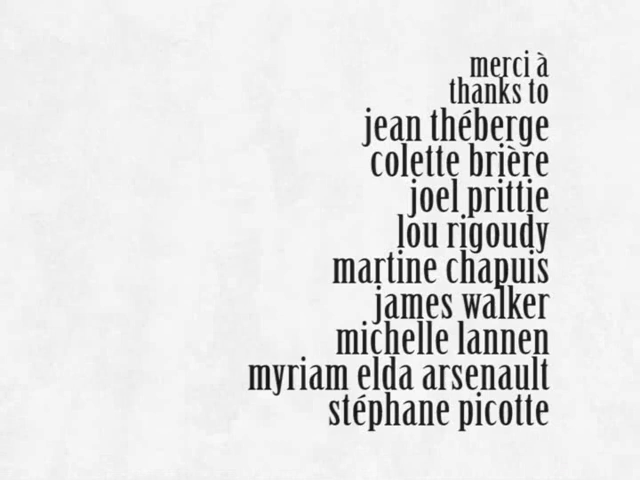 merci à
thanks to
jean théberge
colette brière
joel prittie
lou rigoudy
martine chapuis
james walker
michelle lannen
myriam elda arsenault
stéphane picotte